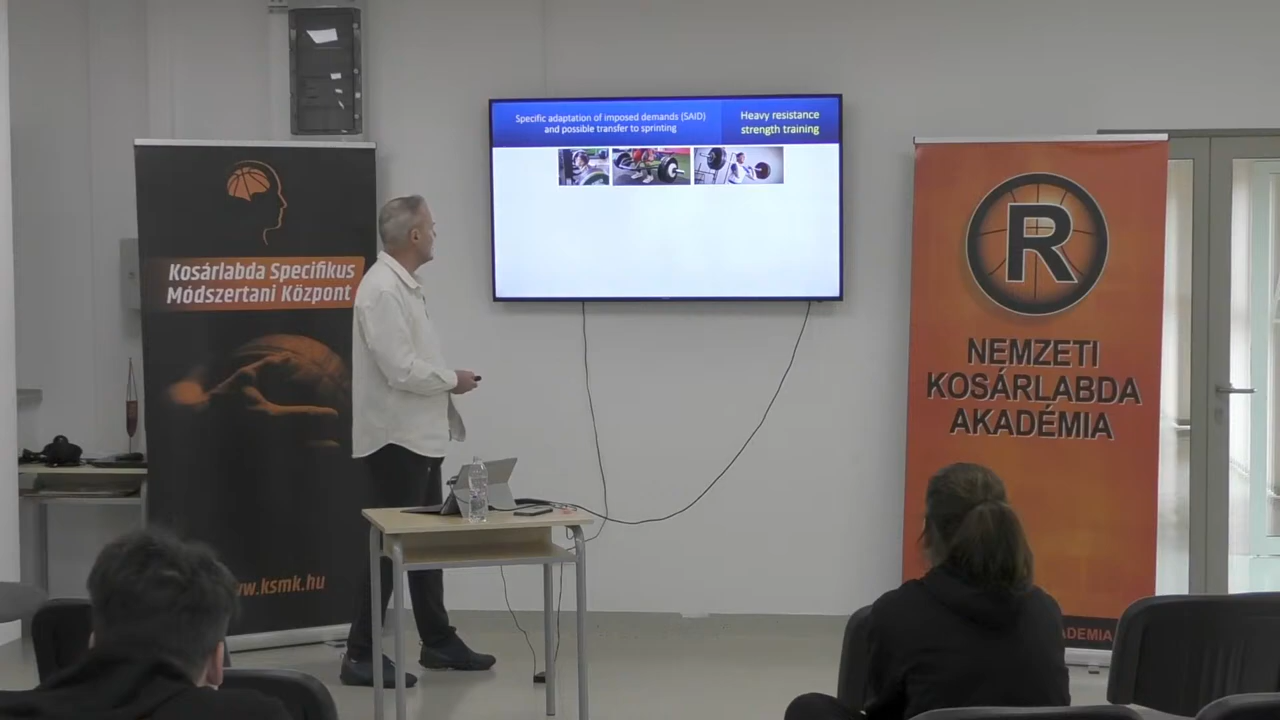 Specific adaptation of imposed demands (SAID)
and possible transfer to sprinting
Heavy resistance
strength training
Kosárlabda Specifikus
Módszertani Központ
www.ksmk.hu
R
NEMZETI
KOSÁRLABDA
AKADÉMIA